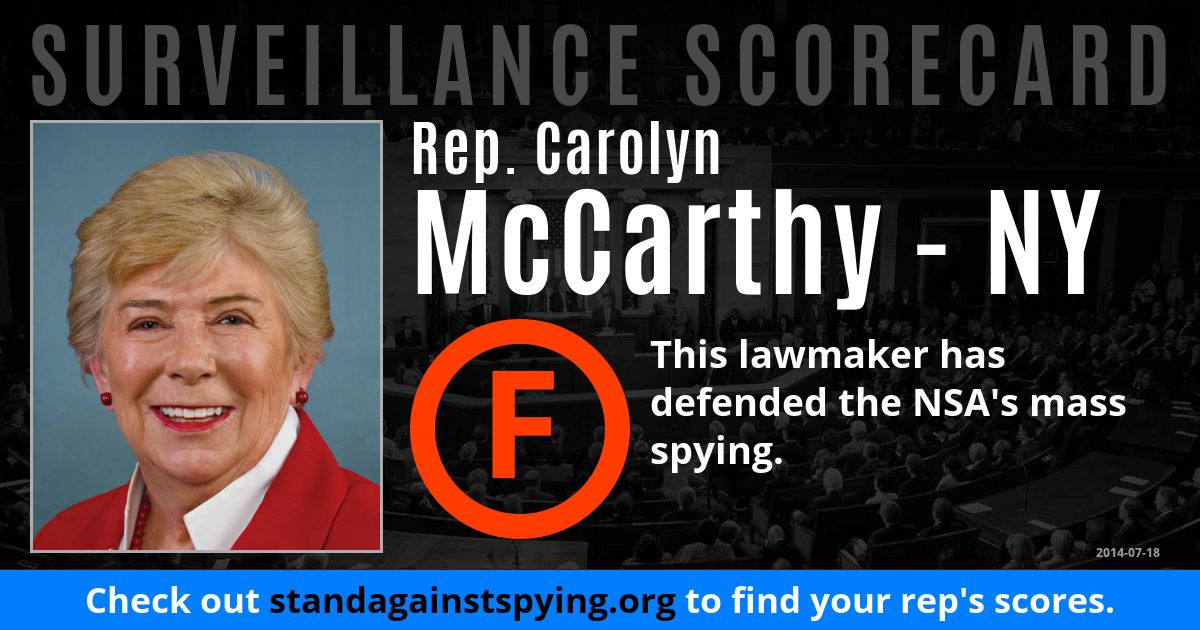 SURVEILLANCE SCORECARD
Rep. Carolyn
McCarthy - NY
F
This lawmaker has
defended the NSA's mass
spying.
2014-07-18
Check out standagainstspying.org to find your rep's scores.